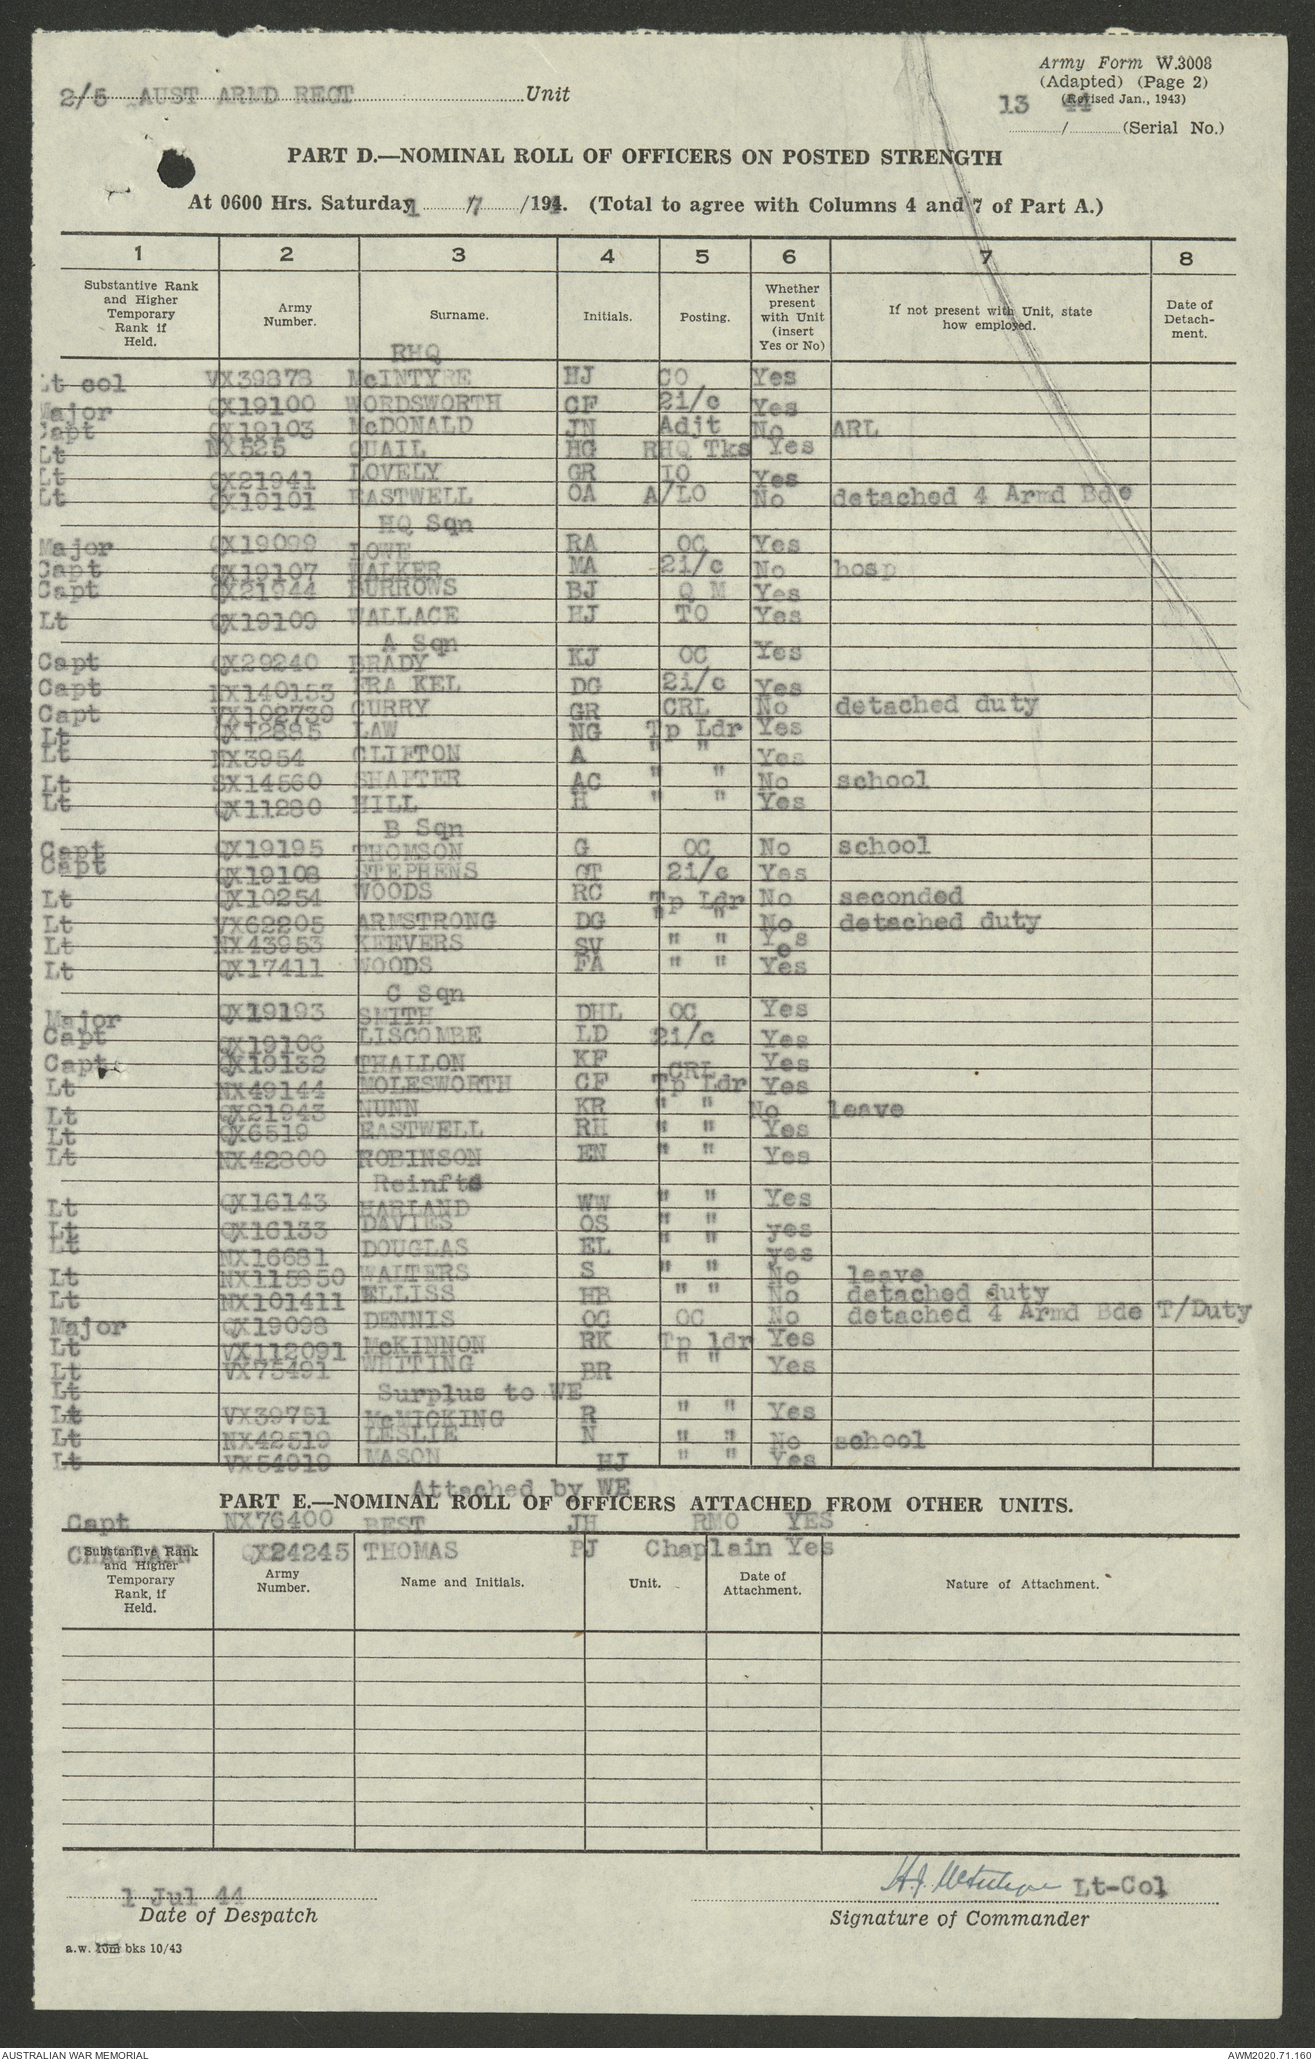 Army Form W.3008
(Adapted) (Page 2)
(Revised Jan., 1943)
2/5 AUST ARMD REGT Unit
13 44
/ (Serial No.)
PART D.—NOMINAL ROLL OF OFFICERS ON POSTED STRENGTH
At 0600 Hrs. Saturday 1 /7 /1944. (Total to agree with Columns 4 and 7 of Part A.)
1 2 3 4 5 6 7 8
Substantive Rank and Higher Temporary Rank if Held. Army Number. Surname. Initials. Posting. Whether present with Unit (insert Yes or No) If not present with Unit, state how employed. Date of Detachment.
RHQ
Lt col VX39878 McINTYRE HJ CO Yes
Major QX19100 WORDSWORTH CF 2i/c Yes
Capt QX19103 McDONALD JN Adjt No ARL
Lt NX525 QUAIL HG RHQ Tks Yes
Lt QX21941 LOVELY GR IO Yes
Lt QX19101 EASTWELL OA A/LO No detached 4 Armd Bde
HQ Sqn
Major QX19099 LOWE RA OC Yes
Capt QX19107 WALKER MA 2i/c No hosp
Capt QX21944 BURROWS BJ Q M Yes
Lt QX19109 WALLACE HJ TO Yes
A Sqn
Capt QX29240 BRADY KJ OC Yes
Capt NX140153 FRA KEL DG 2i/c Yes
Capt VX102739 CURRY GR CRL No detached duty
Lt QX12885 LAW NG Tp Ldr Yes
Lt NX3954 CLIFTON A " " Yes
Lt SX14560 SHAPTER AC " " No school
Lt QX11280 HILL H " " Yes
B Sqn
Capt QX19195 THOMSON G OC No school
Capt QX19108 STEPHENS GT 2i/c Yes
Lt QX10254 WOODS RC Tp Ldr No seconded
Lt VX62205 ARMSTRONG DG " " No detached duty
Lt NX43953 KEEVERS SV " " Yes
Lt QX17411 WOODS FA " " Yes
C Sqn
Major QX19193 SMITH DHL OC Yes
Capt QX19106 LISCOMBE LD 2i/c Yes
Capt QX19132 THALLON KF CRL Yes
Lt NX49144 MOLESWORTH CF Tp Ldr Yes
Lt QX21943 NUNN KR " " No leave
Lt QX6519 EASTWELL RH " " Yes
Lt NX42800 ROBINSON EN " " Yes
Reinfts
Lt QX16143 HARLAND WW " " Yes
Lt QX16133 DAVIES OS " " yes
Lt NX16681 DOUGLAS EL " " yes
Lt NX115850 WALTERS S " " No leave
Lt NX101411 ELLISS HB " " No detached duty
Major QX19098 DENNIS OC OC No detached 4 Armd Bde T/Duty
Lt VX112091 McKINNON RK Tp ldr Yes
Lt VX75491 WHITING BR " " Yes
Lt Surplus to WE
Lt VX39751 McMICKING R " " Yes
Lt NX42519 LESLIE N " " No school
Lt VX54019 MASON HJ " " Yes
Attached by WE
PART E.—NOMINAL ROLL OF OFFICERS ATTACHED FROM OTHER UNITS.
Capt NX76400 BEST JH RMO YES
CHAPLAIN QX24245 THOMAS PJ Chaplain Yes
Substantive Rank and Higher Temporary Rank, if Held. Army Number. Name and Initials. Unit. Date of Attachment. Nature of Attachment.
1 Jul 44
Date of Despatch
Lt-Col
Signature of Commander
a.w. 10m bks 10/43
AUSTRALIAN WAR MEMORIAL
AWM2020.71.160